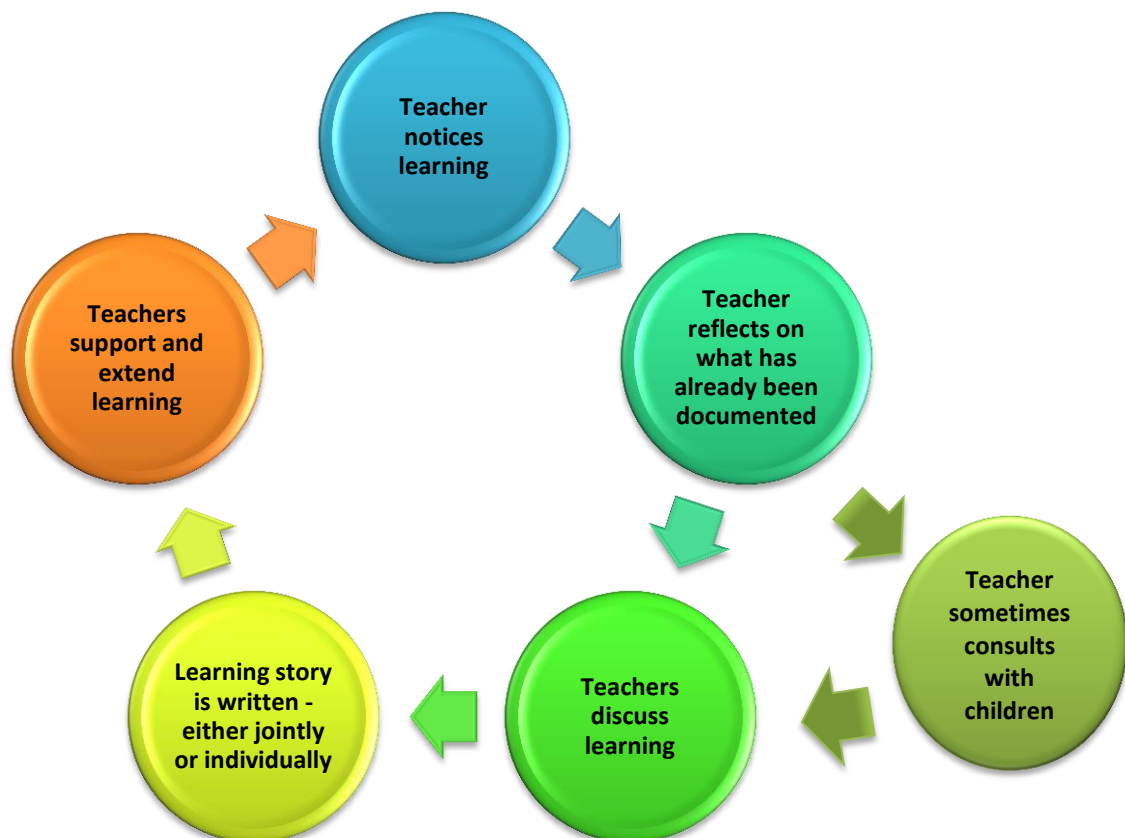 Teacher
notices
learning
Teacher
reflects on
what has
already been
documented
Teacher
sometimes
consults
with
children
Teachers
discuss
learning
Learning story
is written -
either jointly
or individually
Teachers
support and
extend
learning